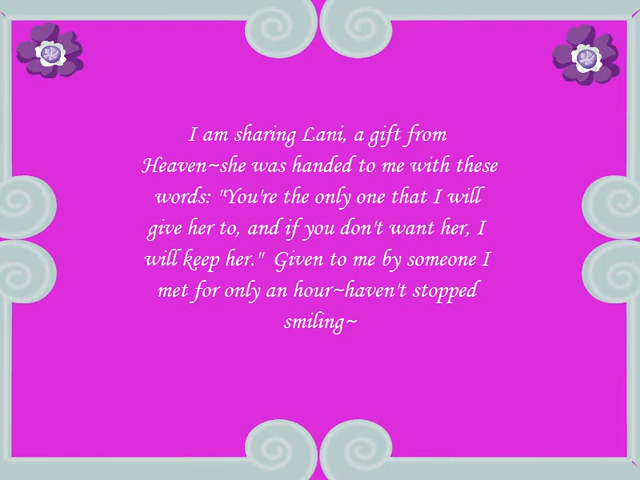 I am sharing Lani, a gift from
Heaven~she was handed to me with these
words: "You're the only one that I will
give her to, and if you don't want her, I
will keep her."  Given to me by someone I
met for only an hour~haven't stopped
smiling~